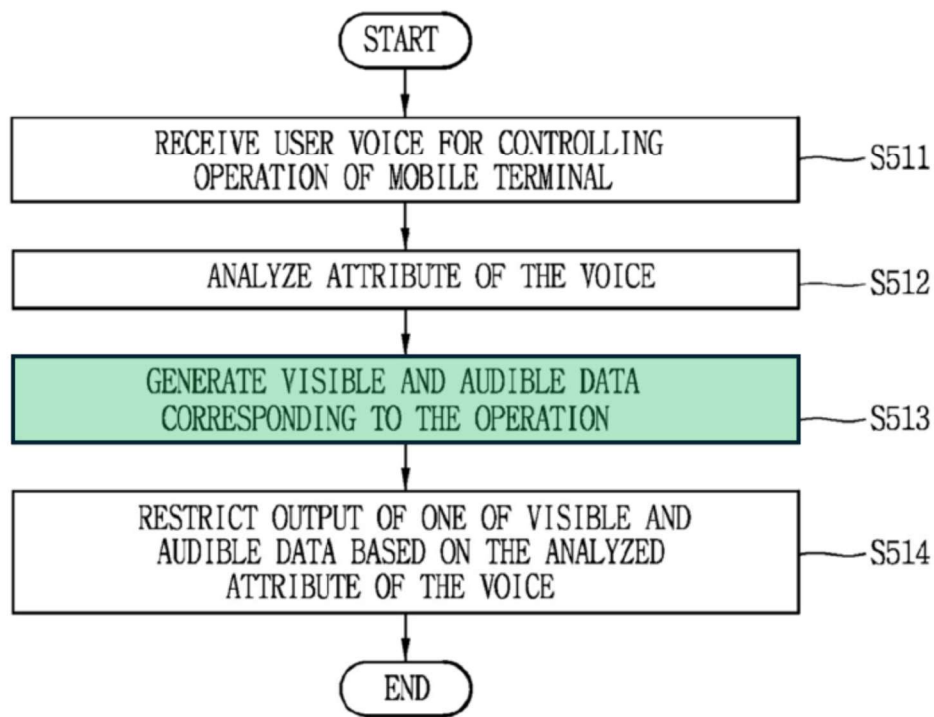 START
RECEIVE USER VOICE FOR CONTROLLING
OPERATION OF MOBILE TERMINAL
S511
ANALYZE ATTRIBUTE OF THE VOICE
S512
GENERATE VISIBLE AND AUDIBLE DATA
CORRESPONDING TO THE OPERATION
S513
RESTRICT OUTPUT OF ONE OF VISIBLE AND
AUDIBLE DATA BASED ON THE ANALYZED
ATTRIBUTE OF THE VOICE
S514
END